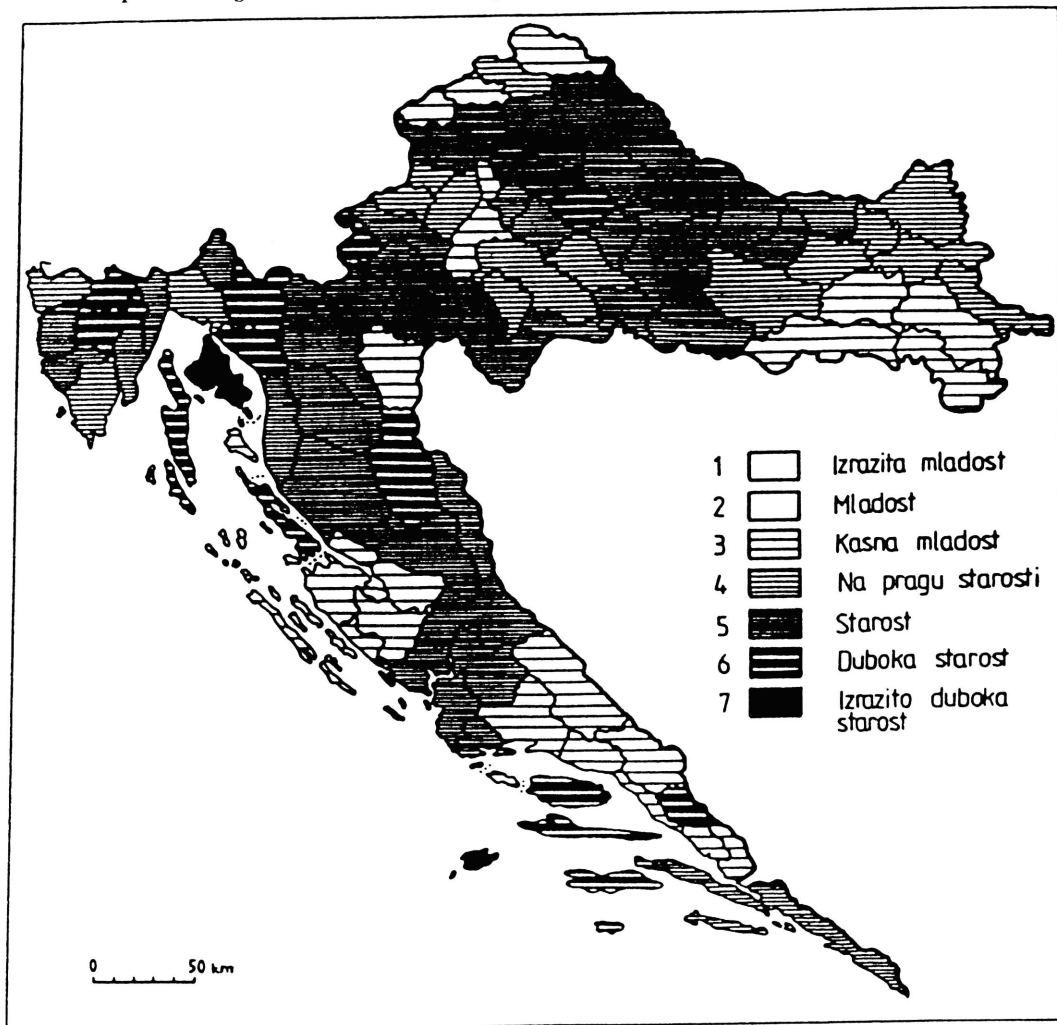 1 Izrazita mladost
2 Mladost
3 Kasna mladost
4 Na pragu starosti
5 Starost
6 Duboka starost
7 Izrazito duboka
starost
0 50 km